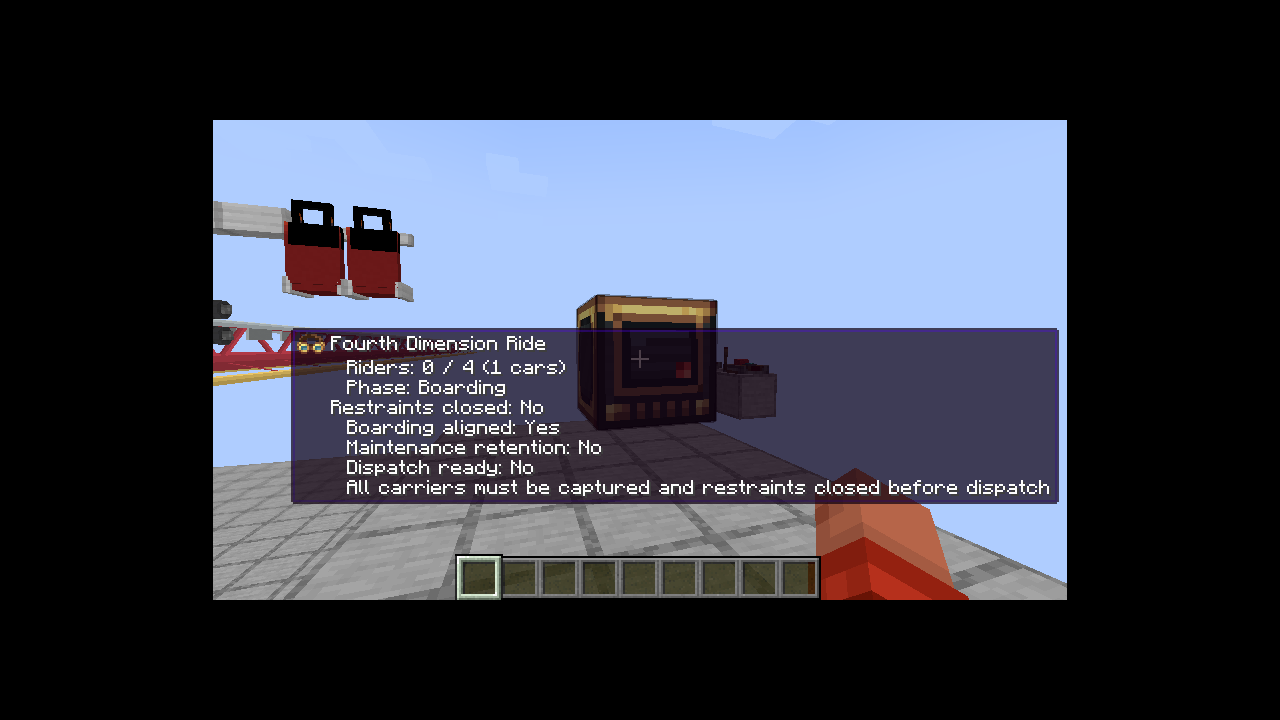 Fourth Dimension Ride
Riders: 0 / 4 (1 cars)
Phase: Boarding
Restraints closed: No
Boarding aligned: Yes
Maintenance retention: No
Dispatch ready: No
All carriers must be captured and restraints closed before dispatch